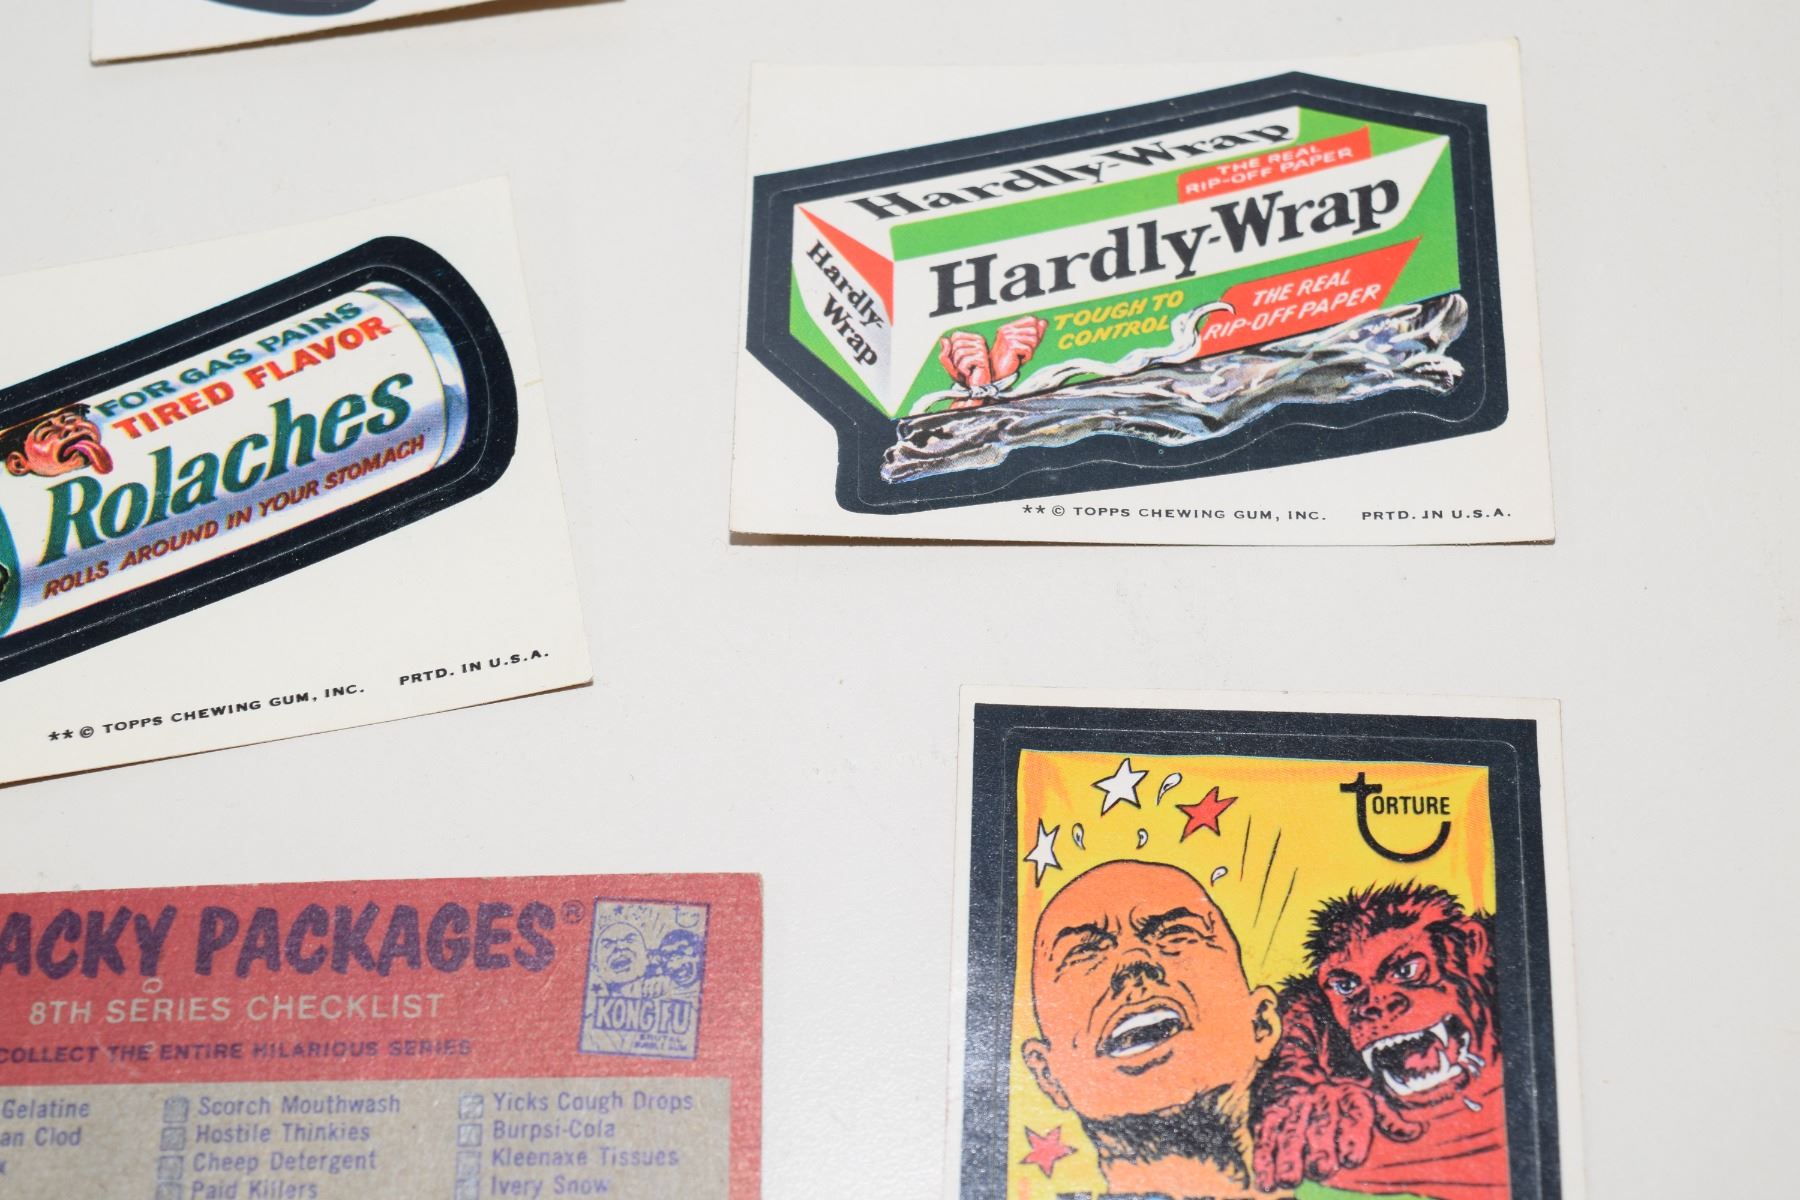 Hardly-Wrap
THE REAL
RIP-OFF PAPER
Hardly-Wrap
Hardly-
Wrap
TOUGH TO
CONTROL
THE REAL
RIP-OFF PAPER
** © TOPPS CHEWING GUM, INC. PRTD. IN U.S.A.
FOR GAS PAINS
TIRED FLAVOR
Rolaches
ROLLS AROUND IN YOUR STOMACH
** © TOPPS CHEWING GUM, INC. PRTD. IN U.S.A.
TORTURE
ACKY PACKAGES®
8TH SERIES CHECKLIST
COLLECT THE ENTIRE HILARIOUS SERIES
KONG FU
Gelatine
an Clod
x
Scorch Mouthwash
Hostile Thinkies
Cheep Detergent
Paid Killers
Yicks Cough Drops
Burpsi-Cola
Kleenaxe Tissues
Ivery Snow